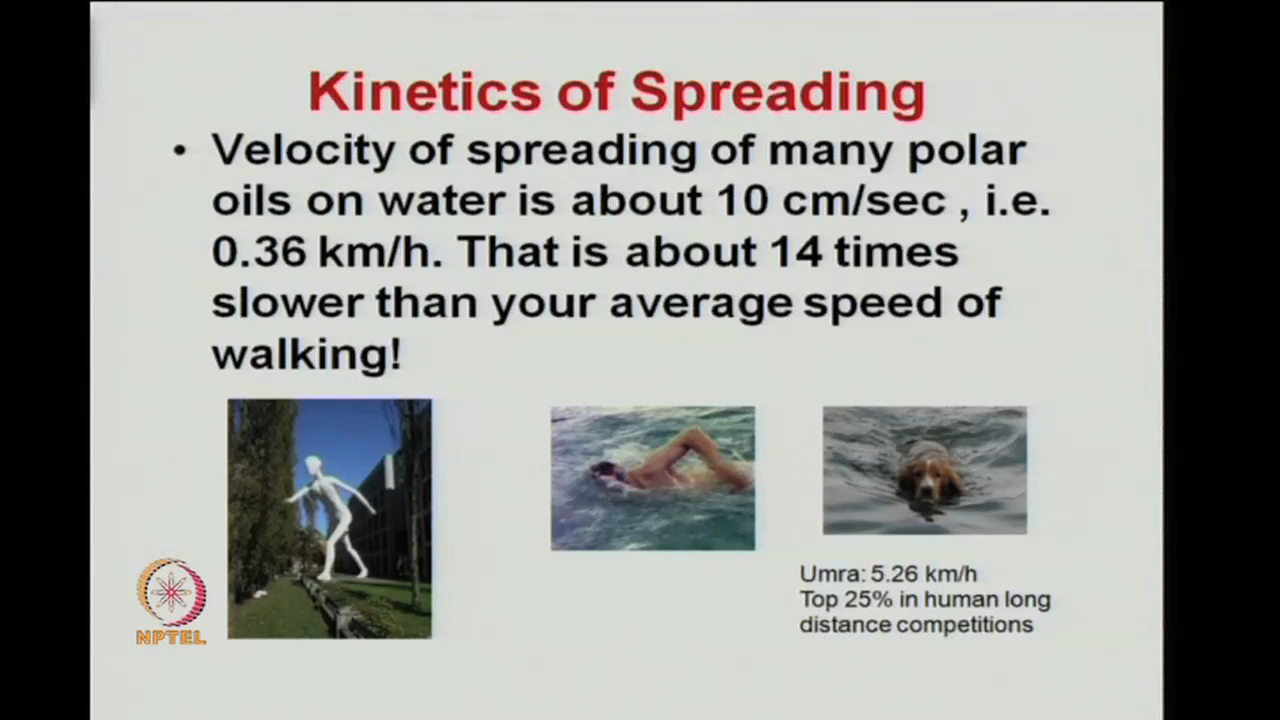 Kinetics of Spreading
• Velocity of spreading of many polar
oils on water is about 10 cm/sec , i.e.
0.36 km/h. That is about 14 times
slower than your average speed of
walking!
Umra: 5.26 km/h
Top 25% in human long
distance competitions
NPTEL